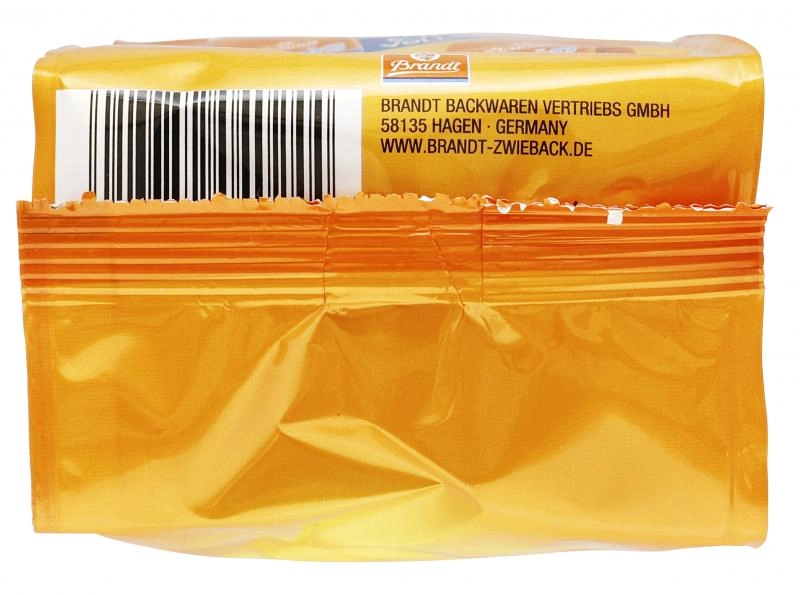 Brandt
BRANDT BACKWAREN VERTRIEBS GMBH
58135 HAGEN · GERMANY
WWW.BRANDT-ZWIEBACK.DE